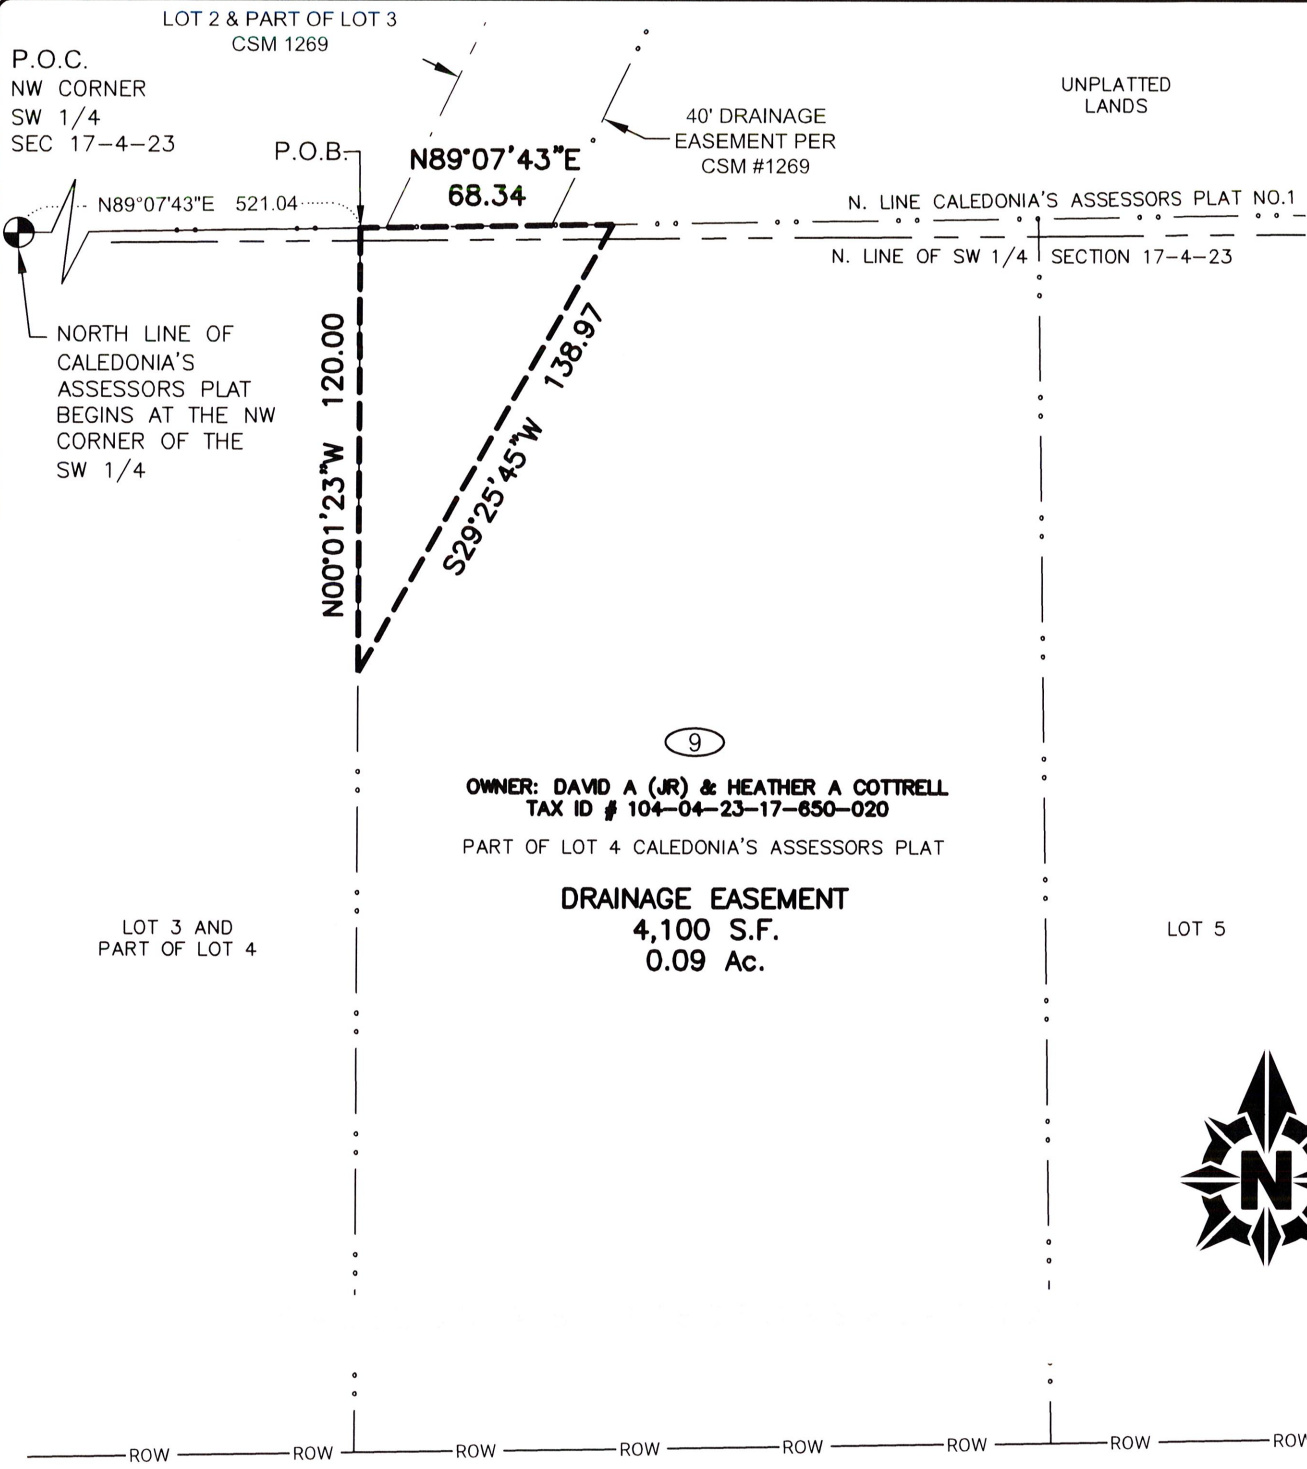 LOT 2 & PART OF LOT 3
CSM 1269
P.O.C.
NW CORNER
SW 1/4
SEC 17-4-23
P.O.B.
N89°07'43"E
68.34
40' DRAINAGE
EASEMENT PER
CSM #1269
UNPLATTED
LANDS
N89°07'43"E 521.04
N. LINE CALEDONIA'S ASSESSORS PLAT NO.1
N. LINE OF SW 1/4 SECTION 17-4-23
NORTH LINE OF
CALEDONIA'S
ASSESSORS PLAT
BEGINS AT THE NW
CORNER OF THE
SW 1/4
N00°01'23"W 120.00
S29°25'45"W 138.97
9
OWNER: DAVID A (JR) & HEATHER A COTTRELL
TAX ID # 104-04-23-17-650-020
PART OF LOT 4 CALEDONIA'S ASSESSORS PLAT
DRAINAGE EASEMENT
4,100 S.F.
0.09 Ac.
LOT 3 AND
PART OF LOT 4
LOT 5
N
ROW ROW ROW ROW ROW ROW ROW ROW